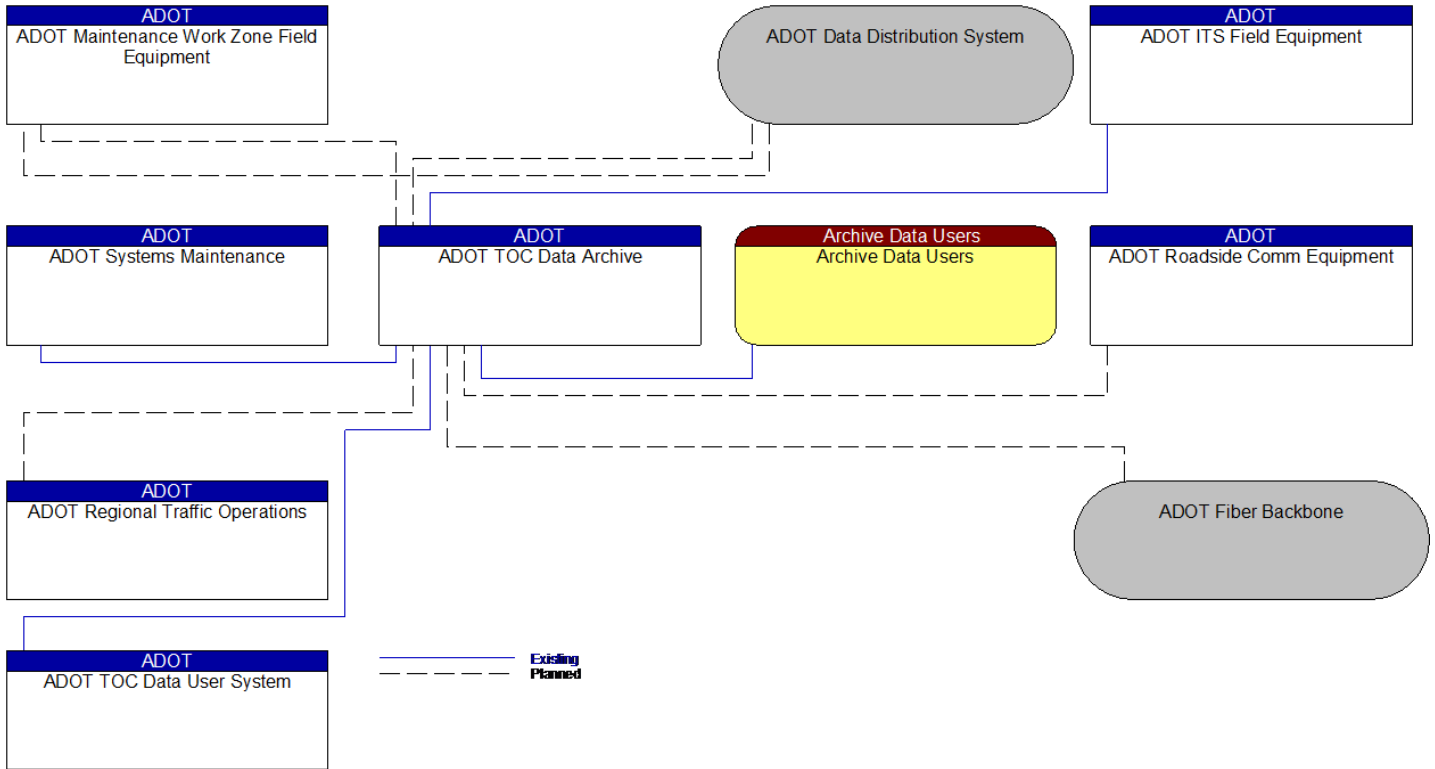 ADOT
ADOT Maintenance Work Zone Field
Equipment
ADOT Data Distribution System
ADOT
ADOT ITS Field Equipment
ADOT
ADOT Systems Maintenance
ADOT
ADOT TOC Data Archive
Archive Data Users
Archive Data Users
ADOT
ADOT Roadside Comm Equipment
ADOT
ADOT Regional Traffic Operations
ADOT Fiber Backbone
ADOT
ADOT TOC Data User System
Existing
Planned